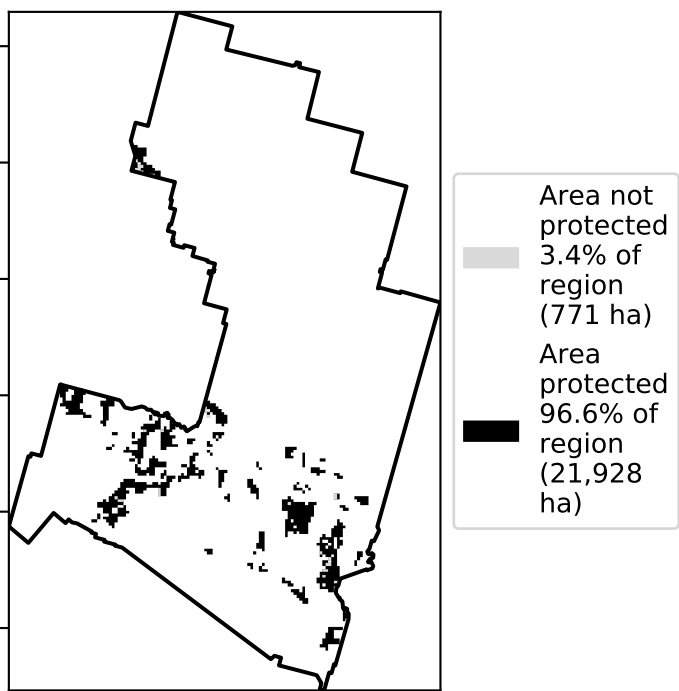 Area not
protected
3.4% of
region
(771 ha)
Area
protected
96.6% of
region
(21,928
ha)